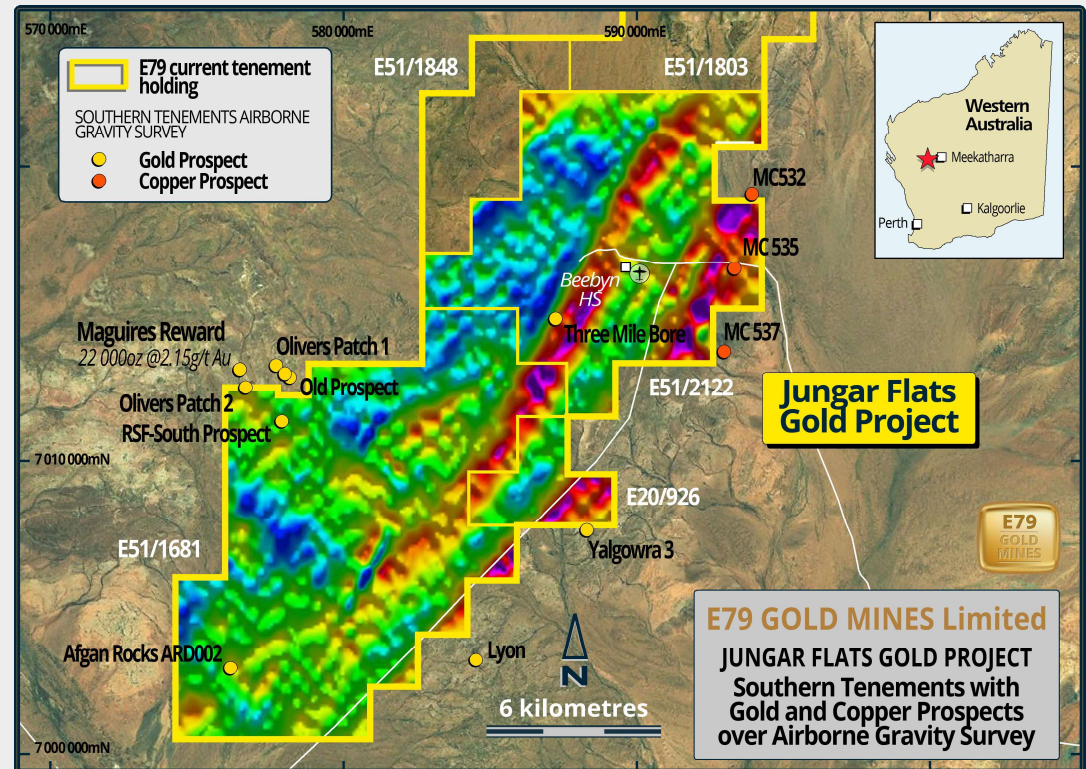 570 000mE
580 000mE
590 000mE
E79 current tenement
holding
SOUTHERN TENEMENTS AIRBORNE
GRAVITY SURVEY
Gold Prospect
Copper Prospect
E51/1848
E51/1803
Western
Australia
Meekatharra
Kalgoorlie
Perth
MC532
MC 535
Beebyn
HS
Three Mile Bore
MC 537
Maguires Reward
22 000oz @2.15g/t Au
Olivers Patch 1
Old Prospect
Olivers Patch 2
RSF-South Prospect
E51/2122
Jungar Flats
Gold Project
7 010 000mN
E20/926
Yalgowra 3
E79
GOLD
MINES
E51/1681
Afgan Rocks ARD002
Lyon
N
6 kilometres
7 000 000mN
E79 GOLD MINES Limited
JUNGAR FLATS GOLD PROJECT
Southern Tenements with
Gold and Copper Prospects
over Airborne Gravity Survey